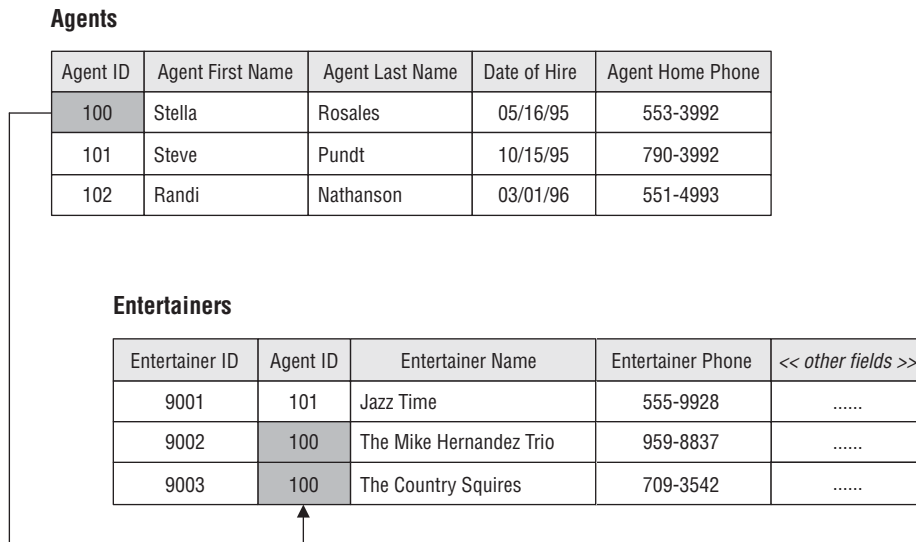 Agents
Agent ID Agent First Name Agent Last Name Date of Hire Agent Home Phone
100 Stella Rosales 05/16/95 553-3992
101 Steve Pundt 10/15/95 790-3992
102 Randi Nathanson 03/01/96 551-4993
Entertainers
Entertainer ID Agent ID Entertainer Name Entertainer Phone << other fields >>
9001 101 Jazz Time 555-9928 ......
9002 100 The Mike Hernandez Trio 959-8837 ......
9003 100 The Country Squires 709-3542 ......